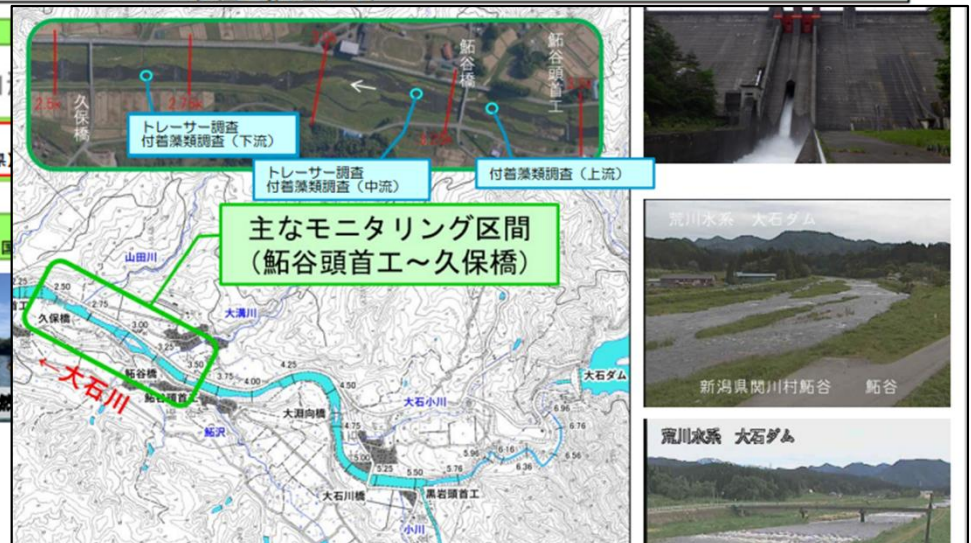 2.6k
久保橋
2.75k
鮖谷橋
鮖谷頭首工
トレーサー調査
付着藻類調査（下流）
トレーサー調査
付着藻類調査（中流）
付着藻類調査（上流）
主なモニタリング区間
（鮖谷頭首工～久保橋）
山田川
大溝川
2.25
2.50
久保橋
2.75
3.00
3.25
3.50
3.75
4.00
4.25
4.50
鮖谷橋
鮖谷頭首工
←大石川
鮖沢
大淵向橋
4.75
5.00
5.25
5.50
5.76
5.96
6.16
6.36
6.56
6.76
6.96
大石小川
大石ダム
大石川橋
黒岩頭首工
小川
荒川水系　大石ダム
新潟県関川村鮖谷　鮖谷
荒川水系　大石ダム